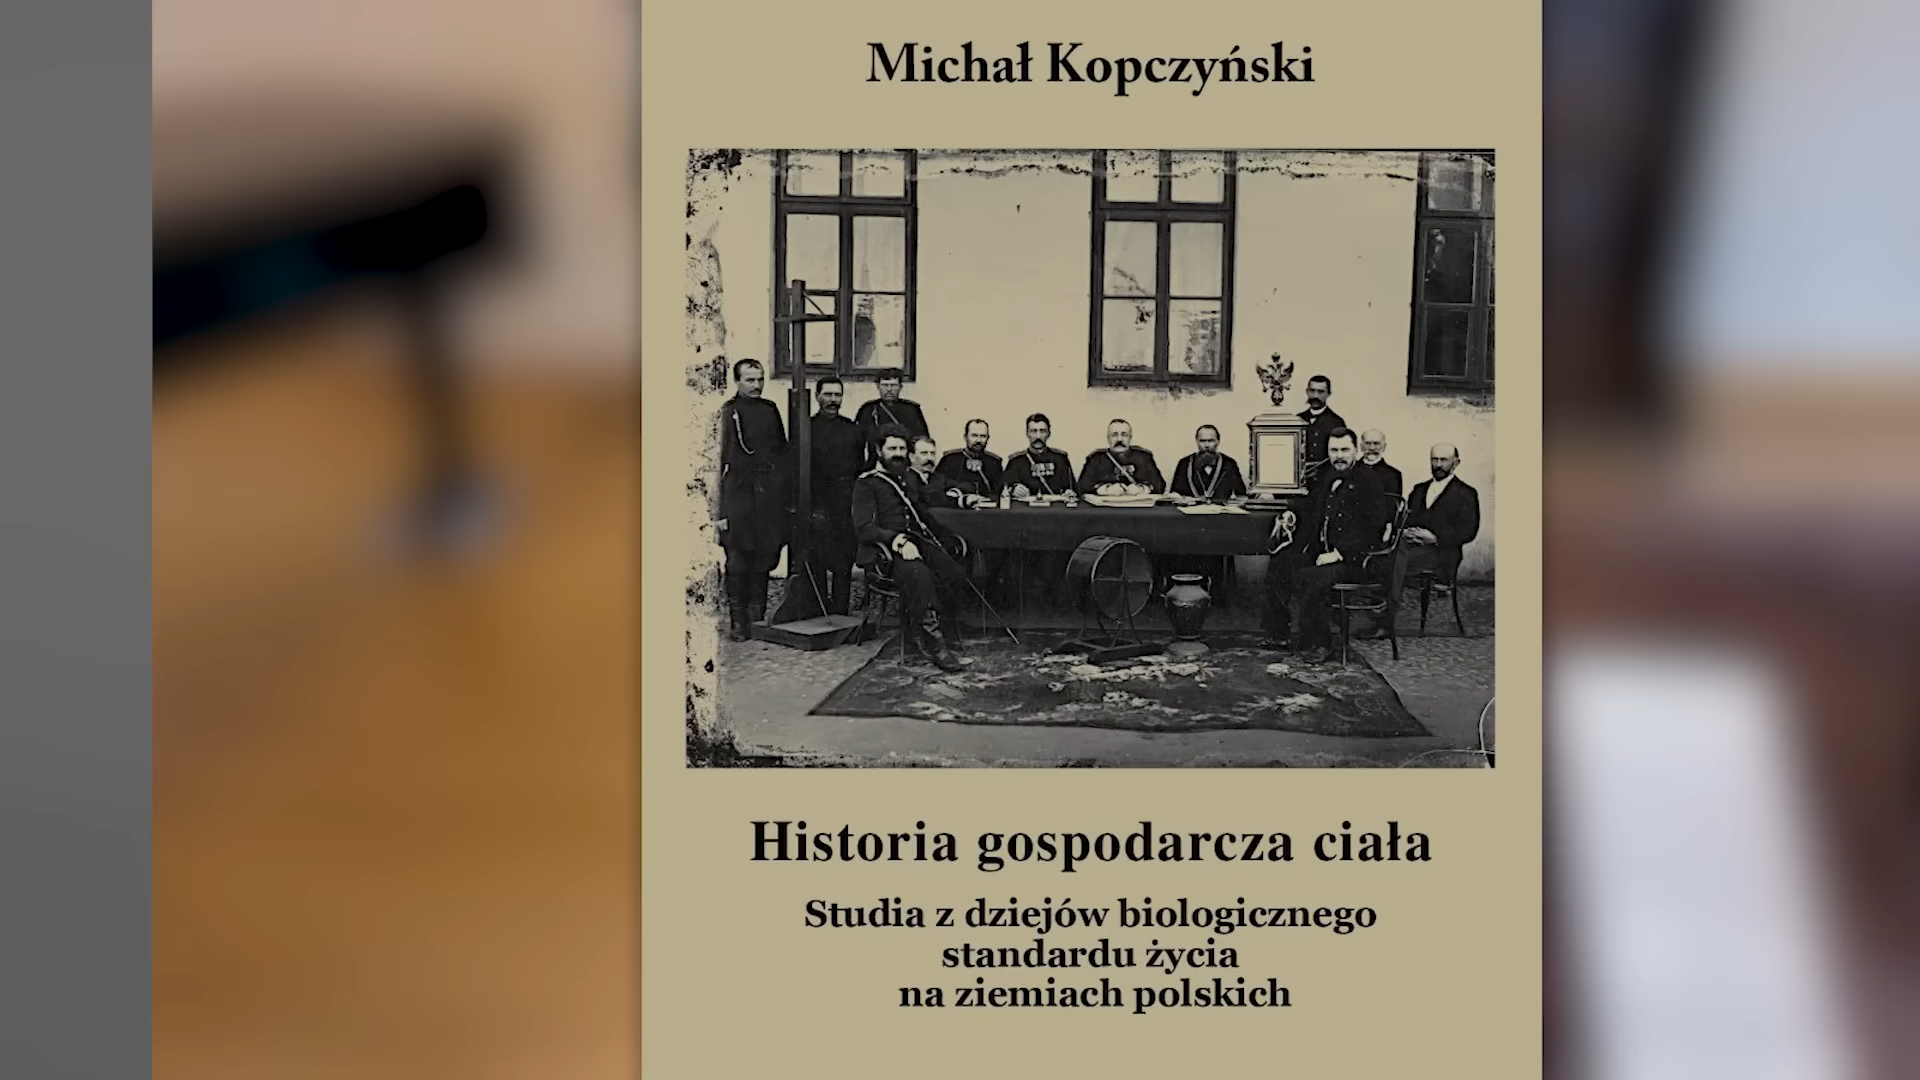 Michał Kopczyński
Historia gospodarcza ciała
Studia z dziejów biologicznego
standardu życia
na ziemiach polskich